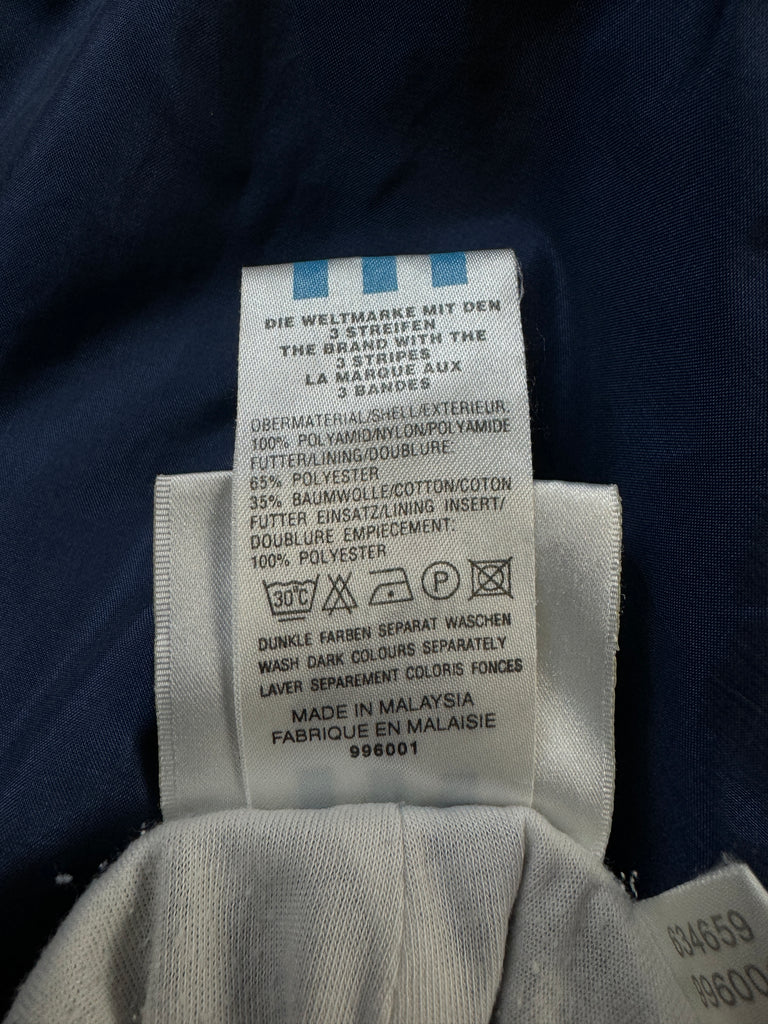 DIE WELTMARKE MIT DEN
3 STREIFEN
THE BRAND WITH THE
3 STRIPES
LA MARQUE AUX
3 BANDES
OBERMATERIAL/SHELL/EXTERIEUR:
100% POLYAMID/NYLON/POLYAMIDE
FUTTER/LINING/DOUBLURE:
65% POLYESTER
35% BAUMWOLLE/COTTON/COTON
FUTTER EINSATZ/LINING INSERT/
DOUBLURE EMPIECEMENT:
100% POLYESTER
30°C P
DUNKLE FARBEN SEPARAT WASCHEN
WASH DARK COLOURS SEPARATELY
LAVER SEPAREMENT COLORIS FONCES
MADE IN MALAYSIA
FABRIQUE EN MALAISIE
996001
634659